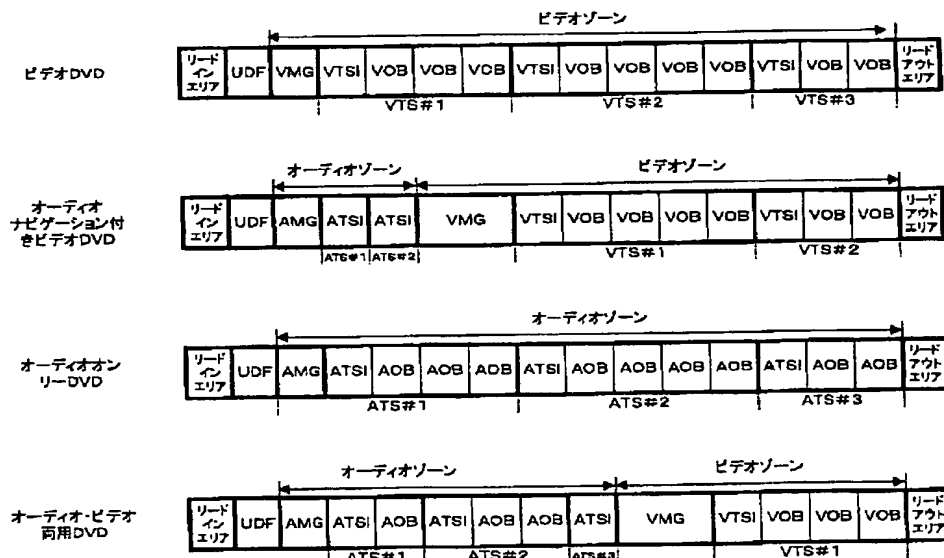 ビデオゾーン
ビデオDVD
リード
イン
エリア
UDF VMG VTSI VOB VOB VOB VTSI VOB VOB VOB VOB VTSI VOB VOB
リード
アウト
エリア
VTS#1 VTS#2 VTS#3
オーディオゾーン ビデオゾーン
オーディオ
ナビゲーション付
きビデオDVD
リード
イン
エリア
UDF AMG ATSI ATSI VMG VTSI VOB VOB VOB VOB VTSI VOB VOB
リード
アウト
エリア
ATS#1 ATS#2 VTS#1 VTS#2
オーディオゾーン
オーディオオン
リーDVD
リード
イン
エリア
UDF AMG ATSI AOB AOB AOB ATSI AOB AOB AOB AOB ATSI AOB AOB
リード
アウト
エリア
ATS#1 ATS#2 ATS#3
オーディオゾーン ビデオゾーン
オーディオ・ビデオ
両用DVD
リード
イン
エリア
UDF AMG ATSI AOB ATSI AOB AOB ATSI VMG VTSI VOB VOB VOB
リード
アウト
エリア
ATS#1 ATS#2 ATS#3 VTS#1